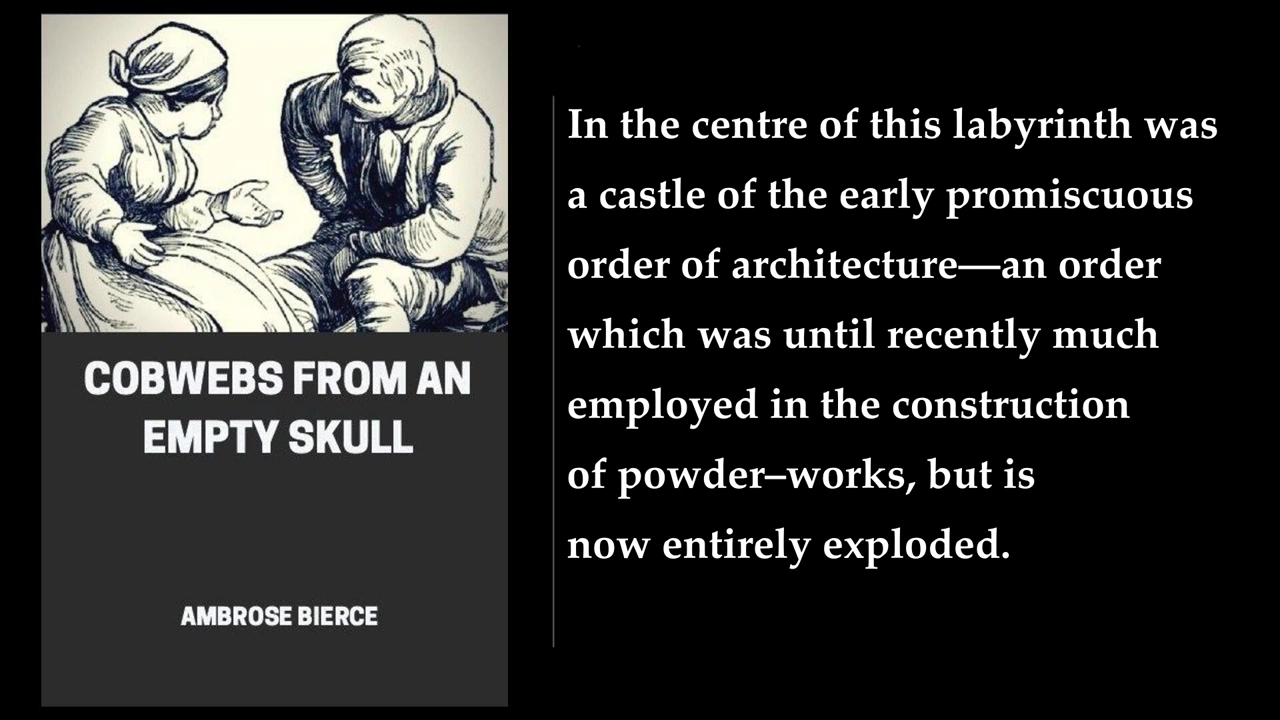 COBWEBS FROM AN
EMPTY SKULL
AMBROSE BIERCE
In the centre of this labyrinth was
a castle of the early promiscuous
order of architecture—an order
which was until recently much
employed in the construction
of powder–works, but is
now entirely exploded.